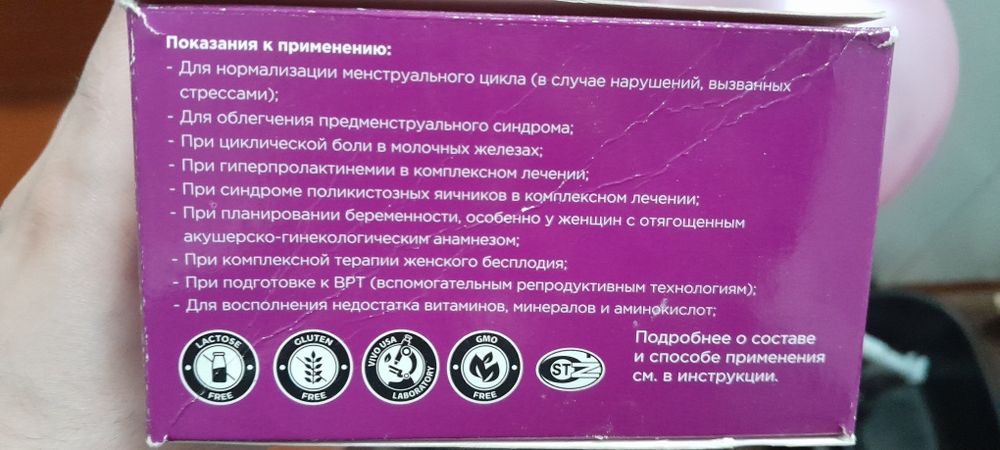 Показания к применению:
- Для нормализации менструального цикла (в случае нарушений, вызванных
стрессами);
- Для облегчения предменструального синдрома;
- При циклической боли в молочных железах;
- При гиперпролактинемии в комплексном лечений;
- При синдроме поликистозных яичников в комплексном лечении;
- При планировании беременности, особенно у женщин с отягощенным
акушерско-гинекологическим анамнезом;
- При комплексной терапии женского бесплодия;
- При подготовке к ВРТ (вспомогательным репродуктивным технологиям);
- Для восполнения недостатка витаминов, минералов и аминокислот;
LACTOSE FREE
GLUTEN FREE
VIVO USA LABORATORY
GMO FREE
ST
Подробнее о составе
и способе применения
см. в инструкции.